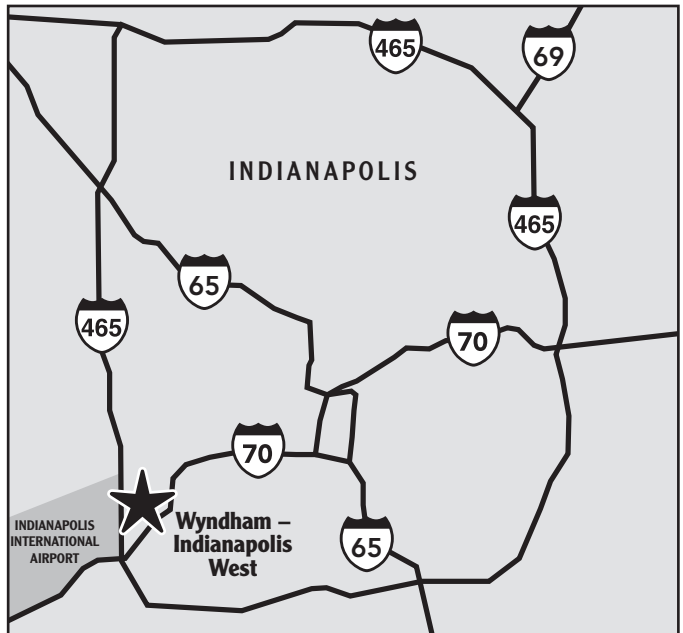 465
69
INDIANAPOLIS
465
65
465
70
70
INDIANAPOLIS
INTERNATIONAL
AIRPORT
Wyndham –
Indianapolis
West
65